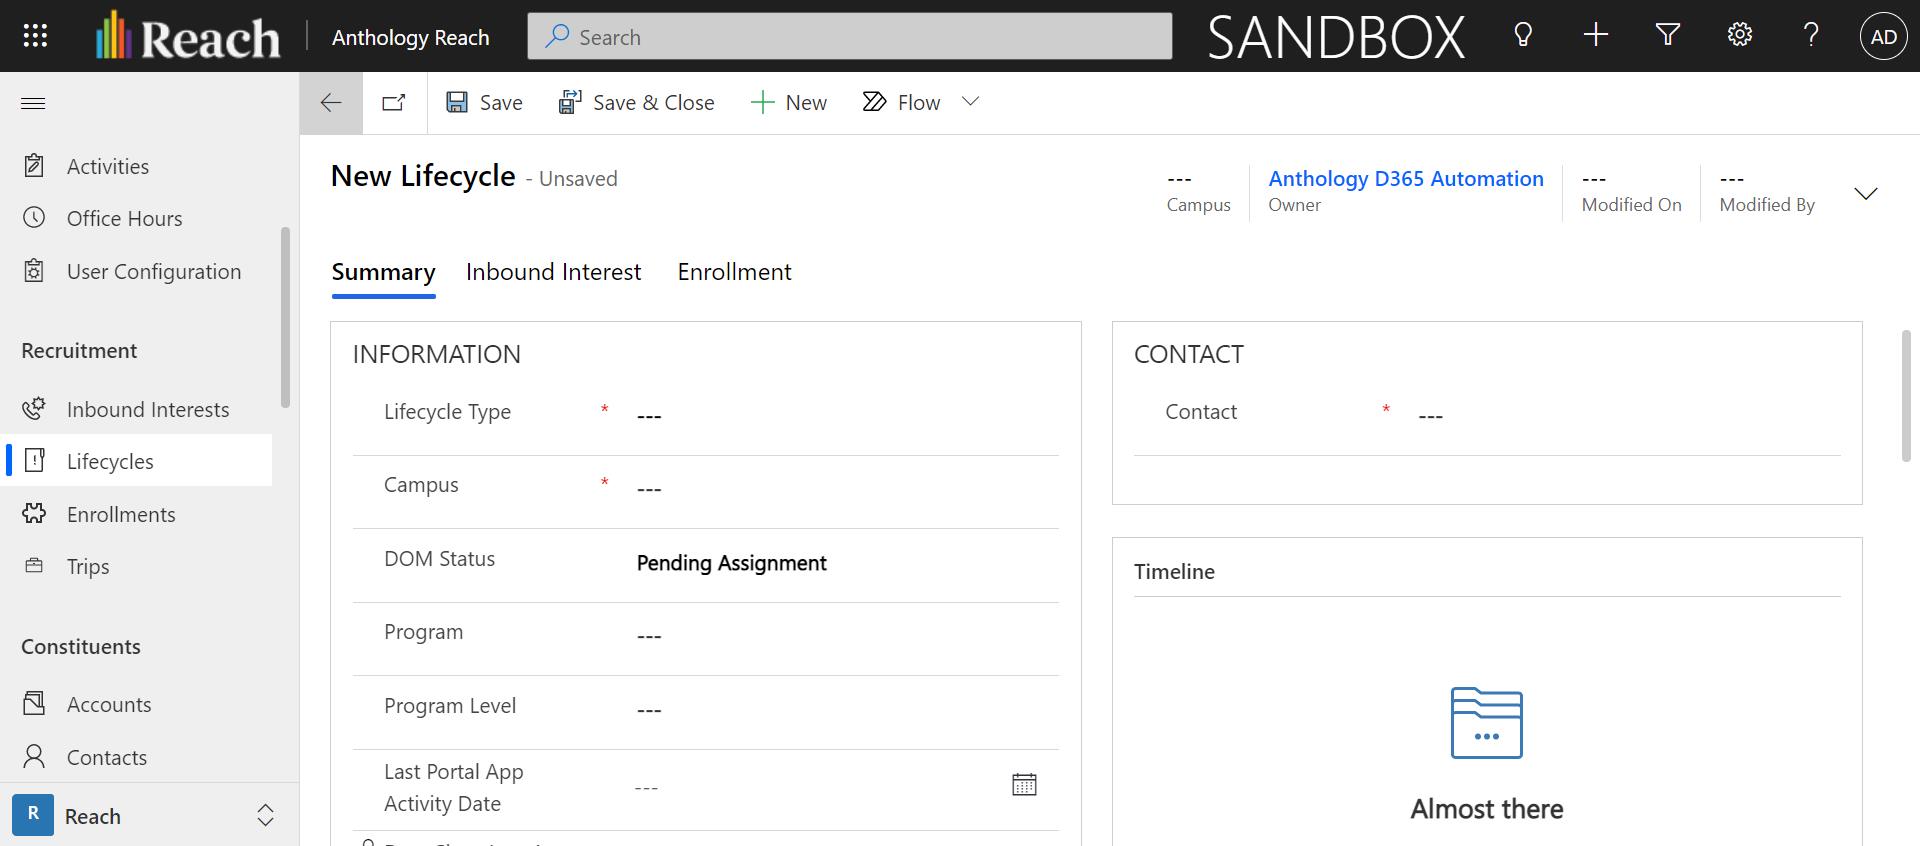 Reach
Anthology Reach
Search
SANDBOX
AD
Save
Save & Close
New
Flow
Activities
Office Hours
User Configuration
Recruitment
Inbound Interests
Lifecycles
Enrollments
Trips
Constituents
Accounts
Contacts
R
Reach
New Lifecycle - Unsaved
---
Campus
Anthology D365 Automation
Owner
---
Modified On
---
Modified By
Summary
Inbound Interest
Enrollment
INFORMATION
Lifecycle Type * ---
Campus * ---
DOM Status Pending Assignment
Program ---
Program Level ---
Last Portal App
Activity Date
---
CONTACT
Contact * ---
Timeline
Almost there